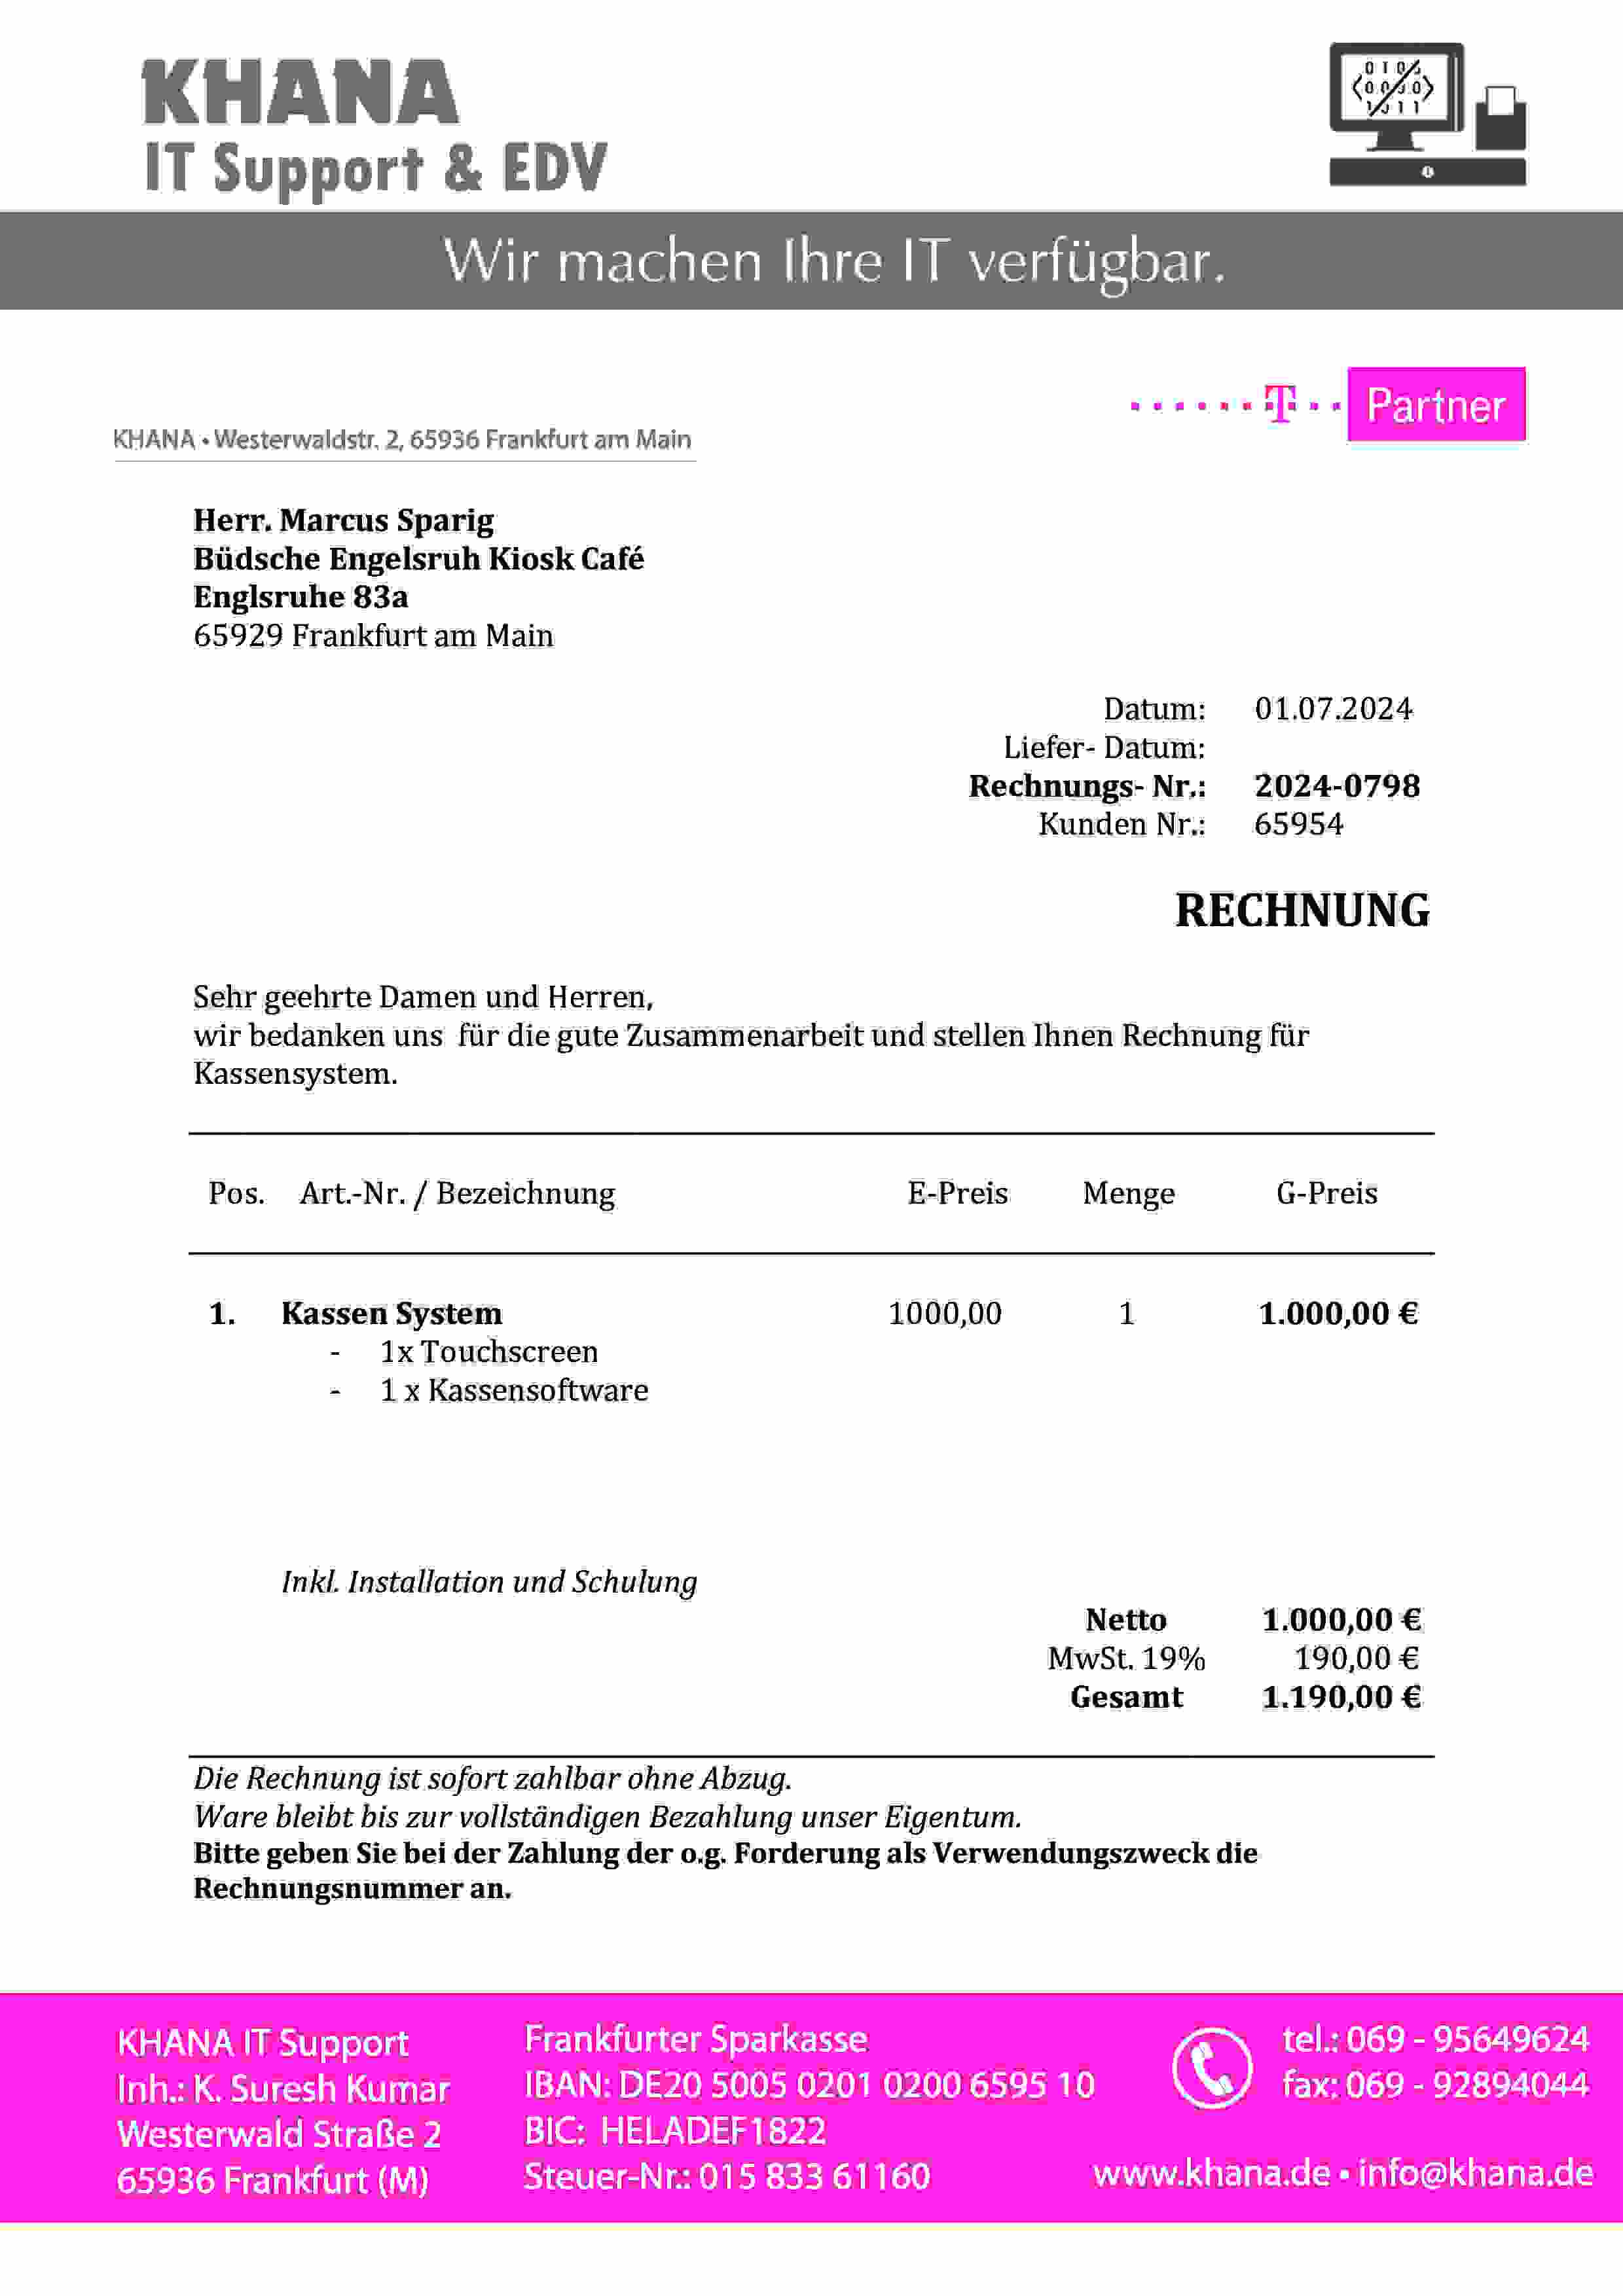 KHANA
IT Support & EDV
Wir machen Ihre IT verfügbar.
T Partner
KHANA • Westerwaldstr. 2, 65936 Frankfurt am Main
Herr. Marcus Sparig
Büdsche Engelsruh Kiosk Café
Englsruhe 83a
65929 Frankfurt am Main
Datum: 01.07.2024
Liefer- Datum:
Rechnungs- Nr.: 2024-0798
Kunden Nr.: 65954
RECHNUNG
Sehr geehrte Damen und Herren,
wir bedanken uns  für die gute Zusammenarbeit und stellen Ihnen Rechnung für
Kassensystem.
Pos. Art.-Nr. / Bezeichnung E-Preis Menge G-Preis
1. Kassen System 1000,00 1 1.000,00 €
- 1x Touchscreen
- 1 x Kassensoftware
Inkl. Installation und Schulung
Netto 1.000,00 €
MwSt. 19% 190,00 €
Gesamt 1.190,00 €
Die Rechnung ist sofort zahlbar ohne Abzug.
Ware bleibt bis zur vollständigen Bezahlung unser Eigentum.
Bitte geben Sie bei der Zahlung der o.g. Forderung als Verwendungszweck die
Rechnungsnummer an.
KHANA IT Support
Inh.: K. Suresh Kumar
Westerwald Straße 2
65936 Frankfurt (M)
Frankfurter Sparkasse
IBAN: DE20 5005 0201 0200 6595 10
BIC: HELADEF1822
Steuer-Nr.: 015 833 61160
tel.: 069 - 95649624
fax: 069 - 92894044
www.khana.de • info@khana.de